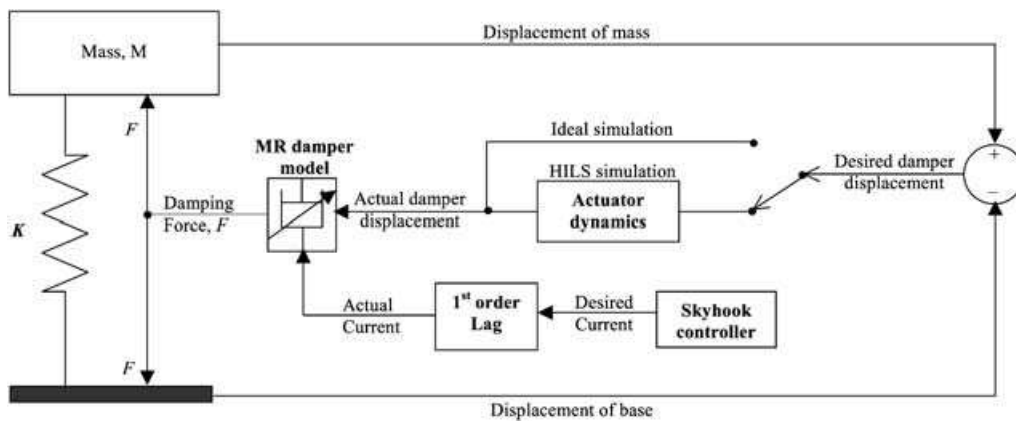 Displacement of mass
Mass, M
F
Ideal simulation
MR damper
model
HILS simulation
Desired damper
displacement
+
−
Actuator
dynamics
Actual damper
displacement
Damping
Force, F
K
1st order
Lag
Actual
Current
Desired
Current
Skyhook
controller
F
Displacement of base